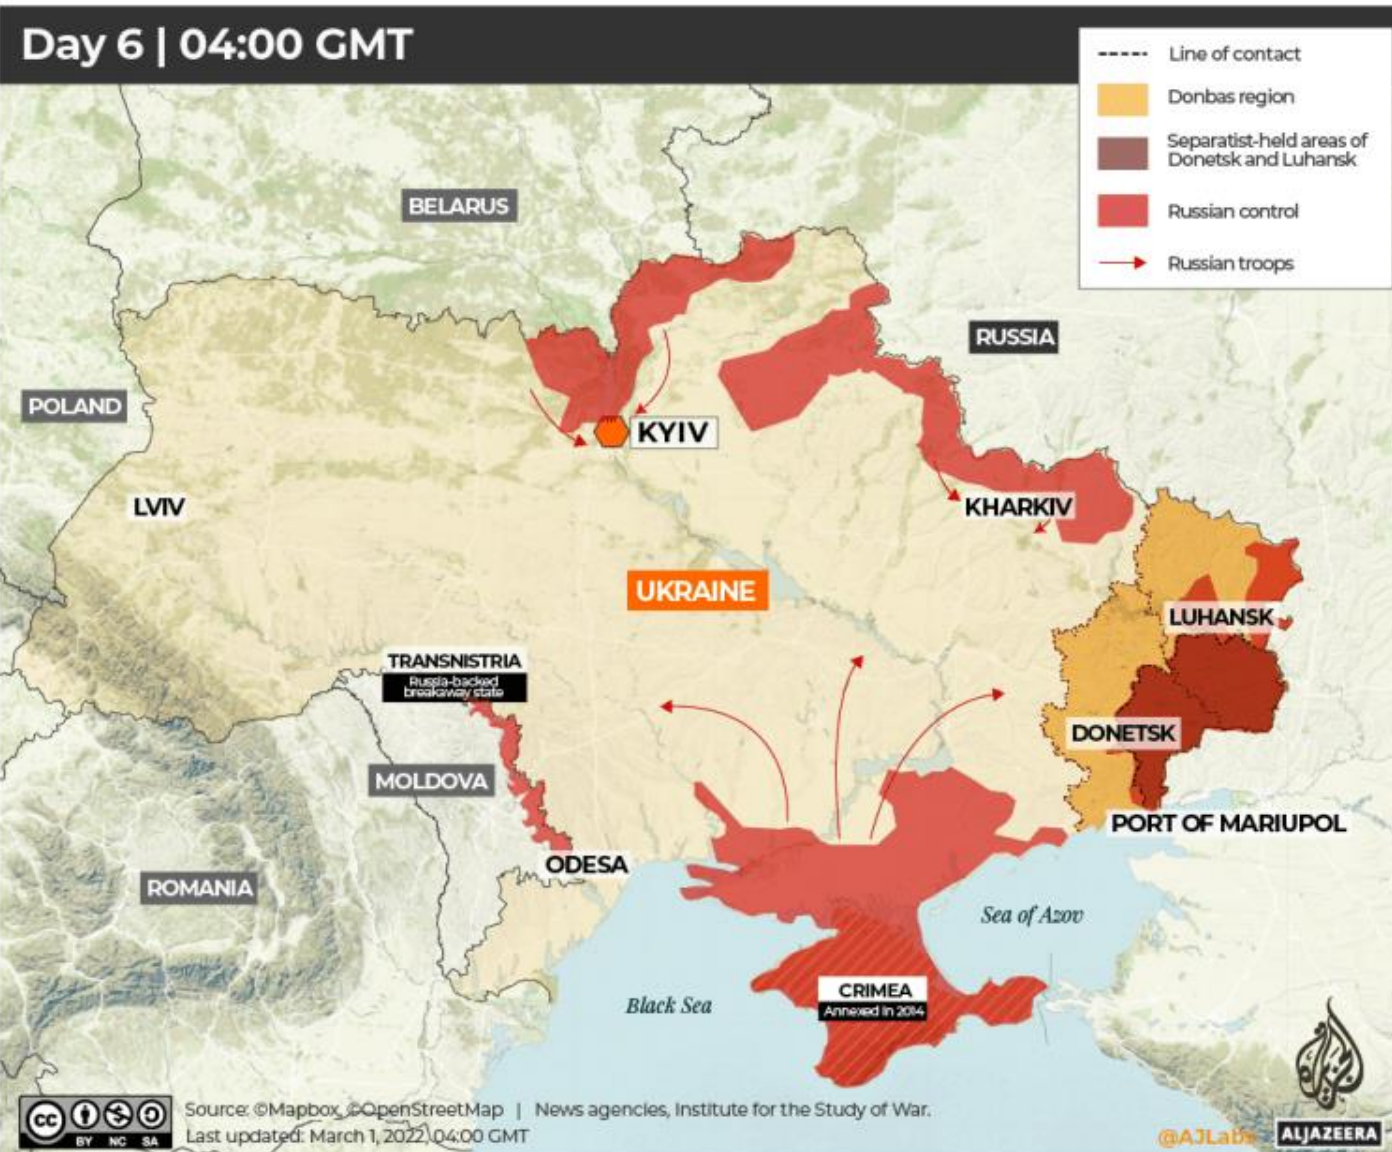 Day 6 | 04:00 GMT
Line of contact
Donbas region
Separatist-held areas of
Donetsk and Luhansk
Russian control
Russian troops
BELARUS
RUSSIA
POLAND
KYIV
LVIV
KHARKIV
UKRAINE
LUHANSK
TRANSNISTRIA
Russia-backed
breakaway state
DONETSK
MOLDOVA
PORT OF MARIUPOL
ODESA
ROMANIA
Sea of Azov
CRIMEA
Annexed in 2014
Black Sea
cc
BY NC SA
Source: ©Mapbox, ©OpenStreetMap | News agencies, Institute for the Study of War.
Last updated: March 1, 2022, 04:00 GMT
@AJLabs
ALJAZEERA